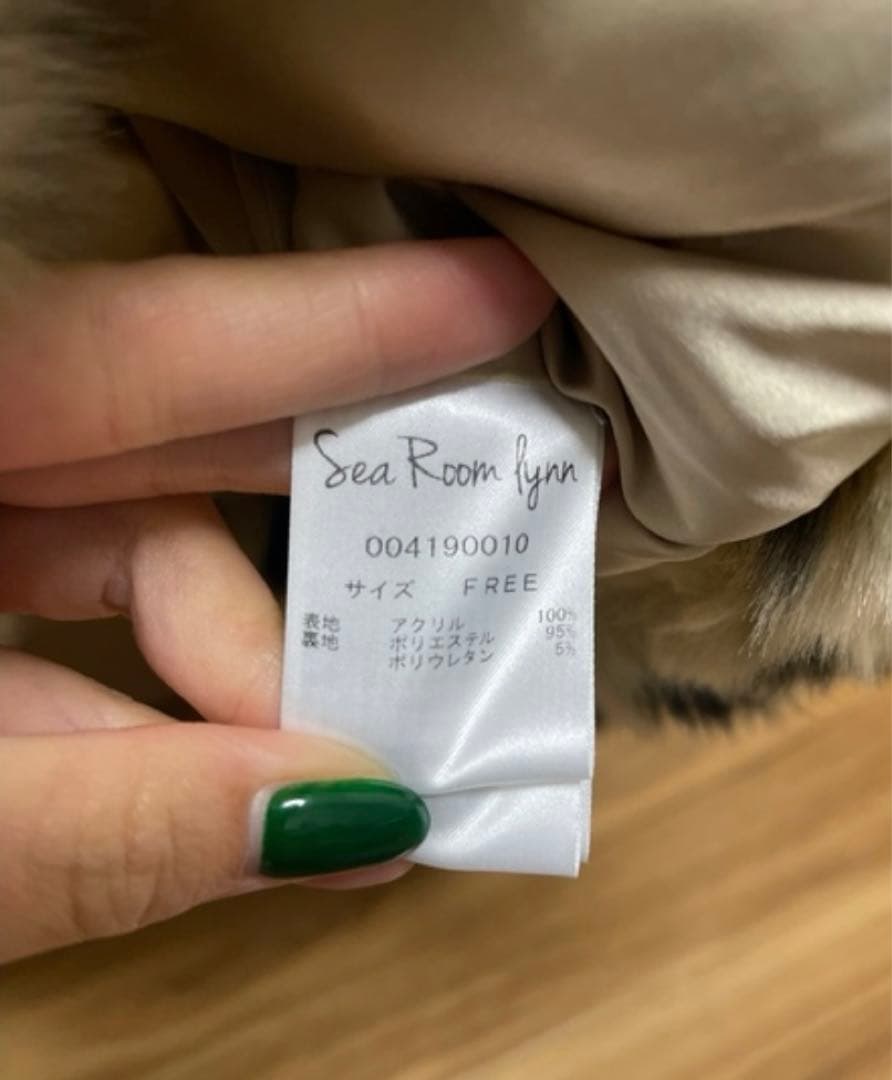 Sea Room lynn
004190010
サイズ FREE
表地 アクリル 100%
裏地 ポリエステル 95%
ポリウレタン 5%